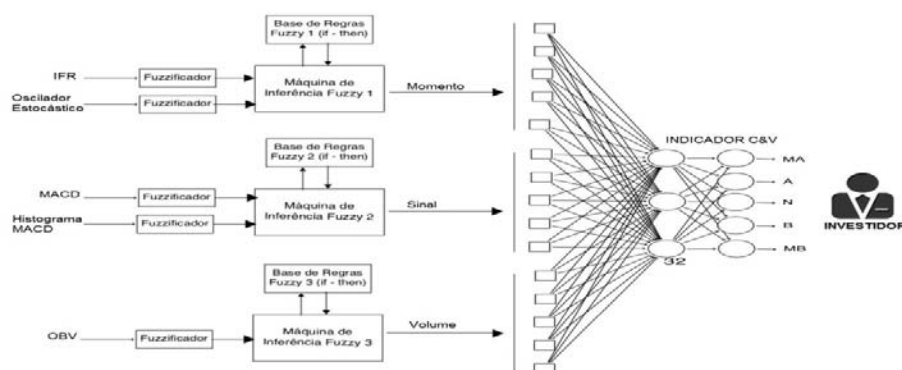 Base de Regras
Fuzzy 1 (if - then)
IFR
Fuzzificador
Máquina de
Inferência Fuzzy 1
Momento
Oscilador
Estocástico
Fuzzificador
Base de Regras
Fuzzy 2 (if - then)
MACD
Fuzzificador
Máquina de
Inferência Fuzzy 2
Sinal
Histograma
MACD
Fuzzificador
Base de Regras
Fuzzy 3 (if - then)
OBV
Fuzzificador
Máquina de
Inferência Fuzzy 3
Volume
INDICADOR C&V
MA
A
N
B
MB
32
INVESTIDOR